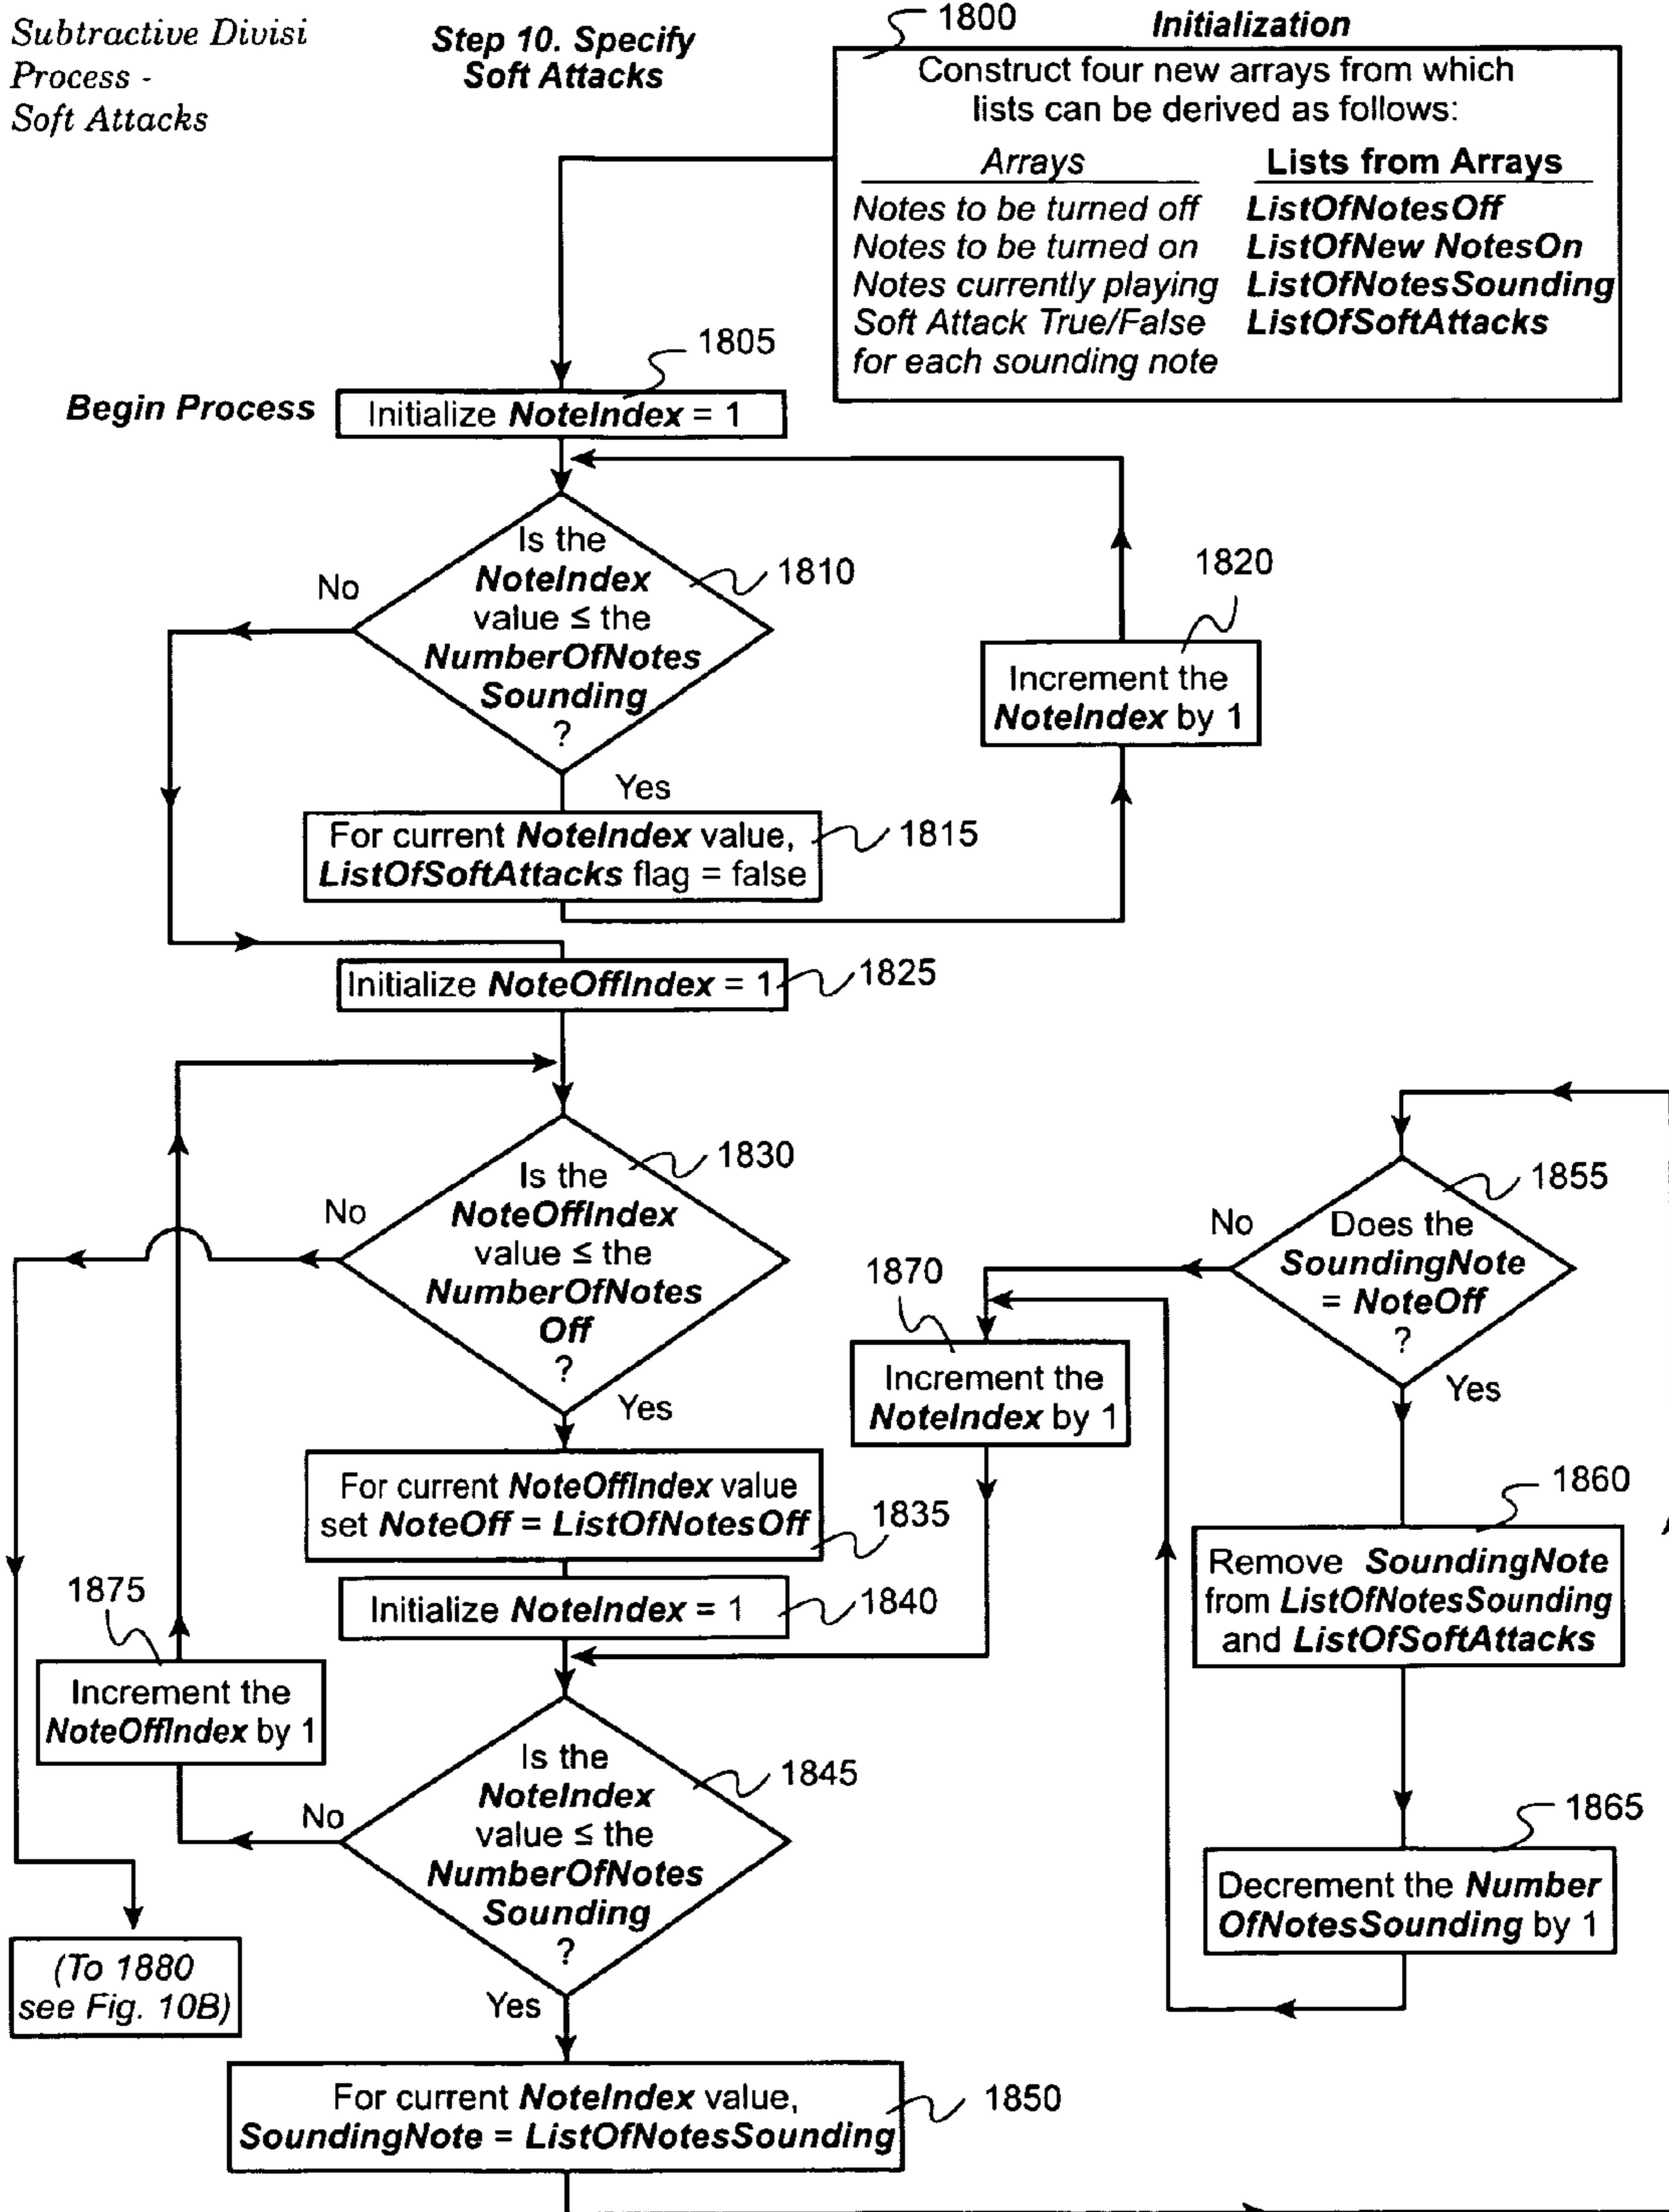 Subtractive Divisi
Process -
Soft Attacks
Step 10. Specify
Soft Attacks
1800
Initialization
Construct four new arrays from which
lists can be derived as follows:
Arrays
Lists from Arrays
Notes to be turned off
ListOfNotesOff
Notes to be turned on
ListOfNew NotesOn
Notes currently playing
ListOfNotesSounding
Soft Attack True/False
ListOfSoftAttacks
for each sounding note
1805
Begin Process
Initialize NoteIndex = 1
Is the
NoteIndex
value ≤ the
NumberOfNotes
Sounding
?
1810
No
Yes
1820
Increment the
NoteIndex by 1
For current NoteIndex value,
ListOfSoftAttacks flag = false
1815
Initialize NoteOffIndex = 1
1825
Is the
NoteOffIndex
value ≤ the
NumberOfNotes
Off
?
1830
No
Yes
For current NoteOffIndex value
set NoteOff = ListOfNotesOff
1835
Initialize NoteIndex = 1
1840
1875
Increment the
NoteOffIndex by 1
Is the
NoteIndex
value ≤ the
NumberOfNotes
Sounding
?
1845
No
Yes
(To 1880
see Fig. 10B)
For current NoteIndex value,
SoundingNote = ListOfNotesSounding
1850
Does the
SoundingNote
= NoteOff
?
1855
No
Yes
1870
Increment the
NoteIndex by 1
1860
Remove SoundingNote
from ListOfNotesSounding
and ListOfSoftAttacks
1865
Decrement the Number
OfNotesSounding by 1